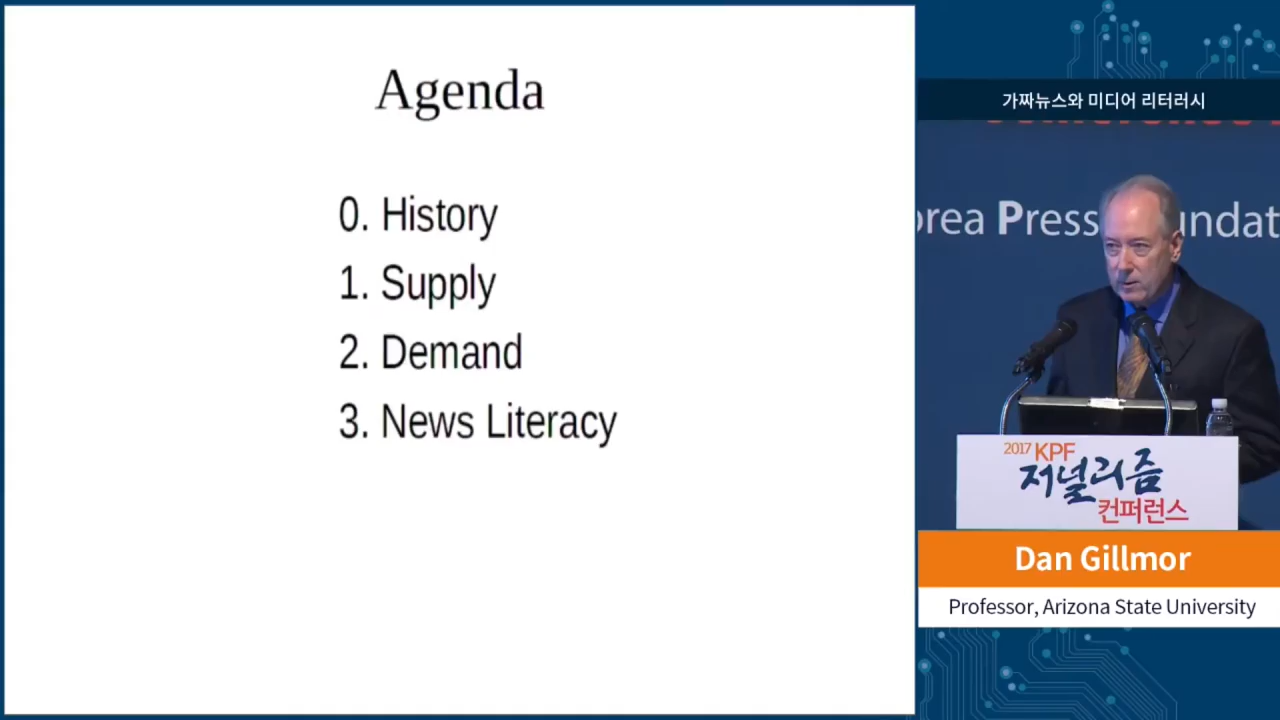 Agenda
0. History
1. Supply
2. Demand
3. News Literacy
가짜뉴스와 미디어 리터러시
Press
2017 KPF
저널리즘
컨퍼런스
Dan Gillmor
Professor, Arizona State University